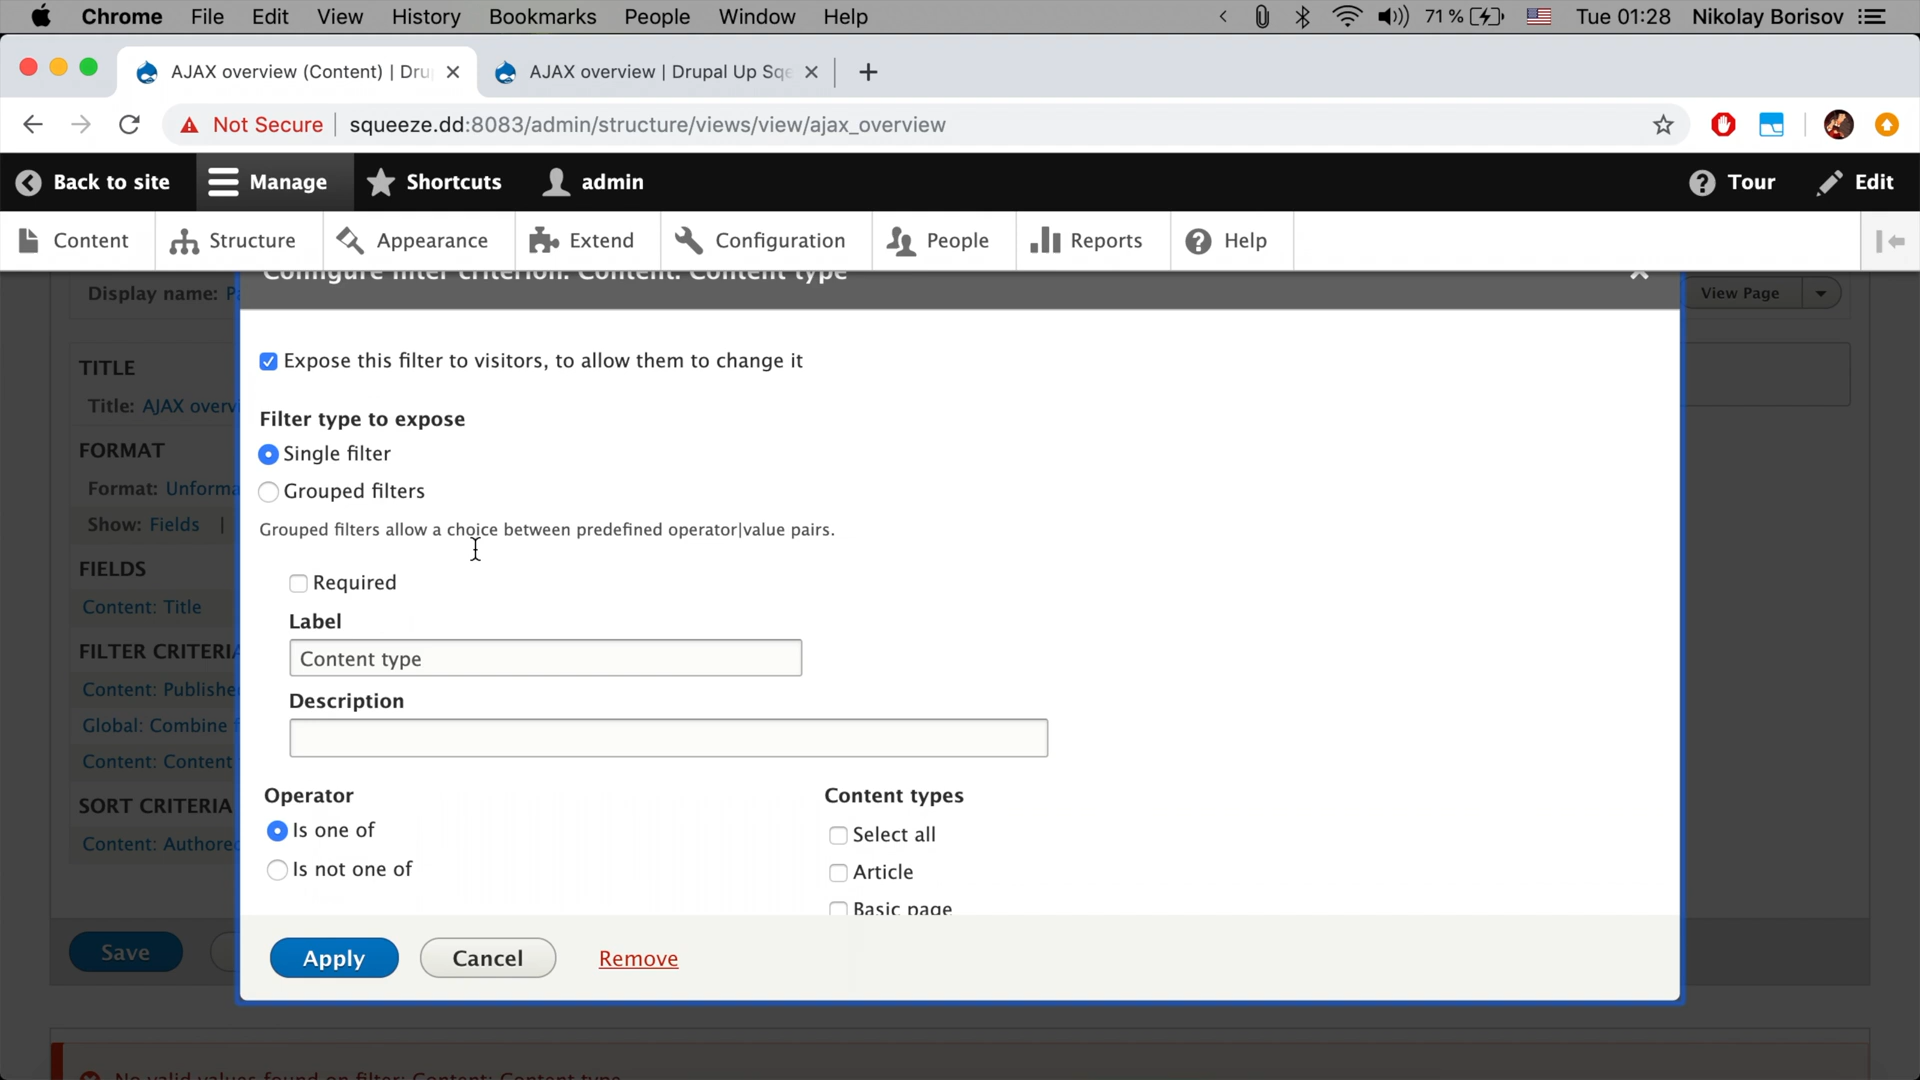 Chrome File Edit View History Bookmarks People Window Help 71 % Tue 01:28 Nikolay Borisov
AJAX overview (Content) | Dru
AJAX overview | Drupal Up Sqe
Not Secure squeeze.dd:8083/admin/structure/views/view/ajax_overview
Back to site Manage Shortcuts admin Tour Edit
Content Structure Appearance Extend Configuration People Reports Help
Configure filter criterion: Content: Content type
Display name: P
View Page
Expose this filter to visitors, to allow them to change it
TITLE
Title: AJAX overv
Filter type to expose
FORMAT
Single filter
Format: Unforma
Grouped filters
Show: Fields |
Grouped filters allow a choice between predefined operator|value pairs.
FIELDS
Required
Content: Title
Label
FILTER CRITERIA
Content type
Content: Publishe
Description
Global: Combine f
Content: Content
Operator
Content types
SORT CRITERIA
Is one of
Select all
Content: Authored
Is not one of
Article
Basic page
Save
Apply Cancel Remove
No valid values found on filter: Content: Content type.